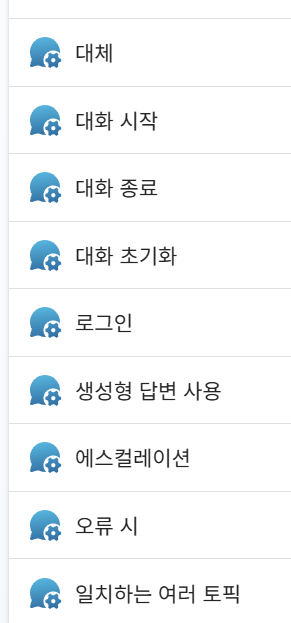 대체
대화 시작
대화 종료
대화 초기화
로그인
생성형 답변 사용
에스컬레이션
오류 시
일치하는 여러 토픽